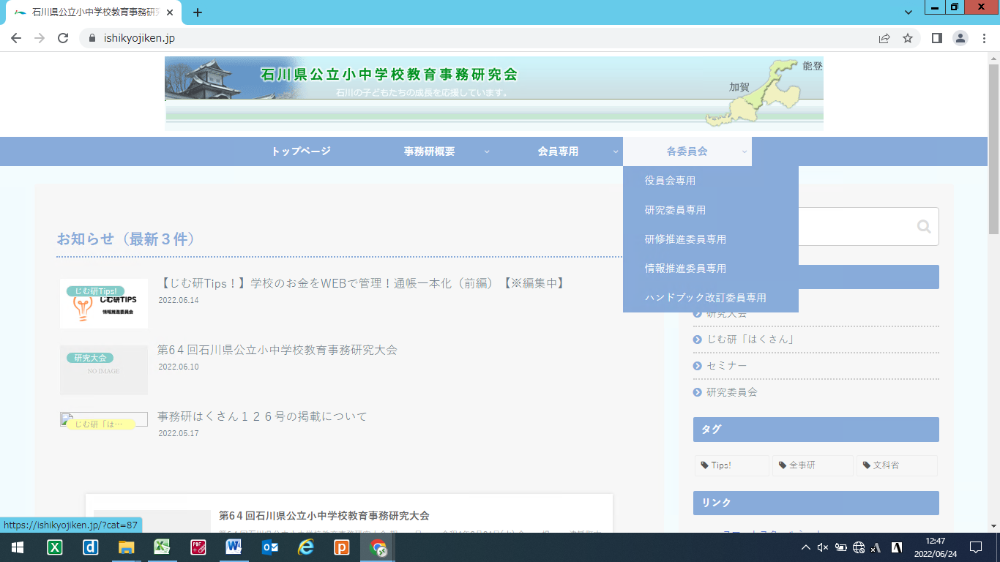 石川県公立小中学校教育事務研究
ishikyojiken.jp
石川県公立小中学校教育事務研究会
石川の子どもたちの成長を応援しています。
能登
加賀
トップページ
事務研概要
会員専用
各委員会
役員会専用
研究委員専用
研修推進委員専用
情報推進委員専用
ハンドブック改訂委員専用
お知らせ（最新３件）
じむ研Tips!
じむ研TIPS
情報推進委員会
【じむ研Tips！】学校のお金をWEBで管理！通帳一本化（前編）【※編集中】
2022.06.14
研究大会
NO IMAGE
第6４回石川県公立小中学校教育事務研究大会
2022.06.10
じむ研「は…
事務研はくさん１２６号の掲載について
2022.05.17
第6４回石川県公立小中学校教育事務研究大会
研究大会
じむ研「はくさん」
セミナー
研究委員会
タグ
Tips!
全事研
文科省
リンク
https://ishikyojiken.jp/?cat=87
12:47
2022/06/24